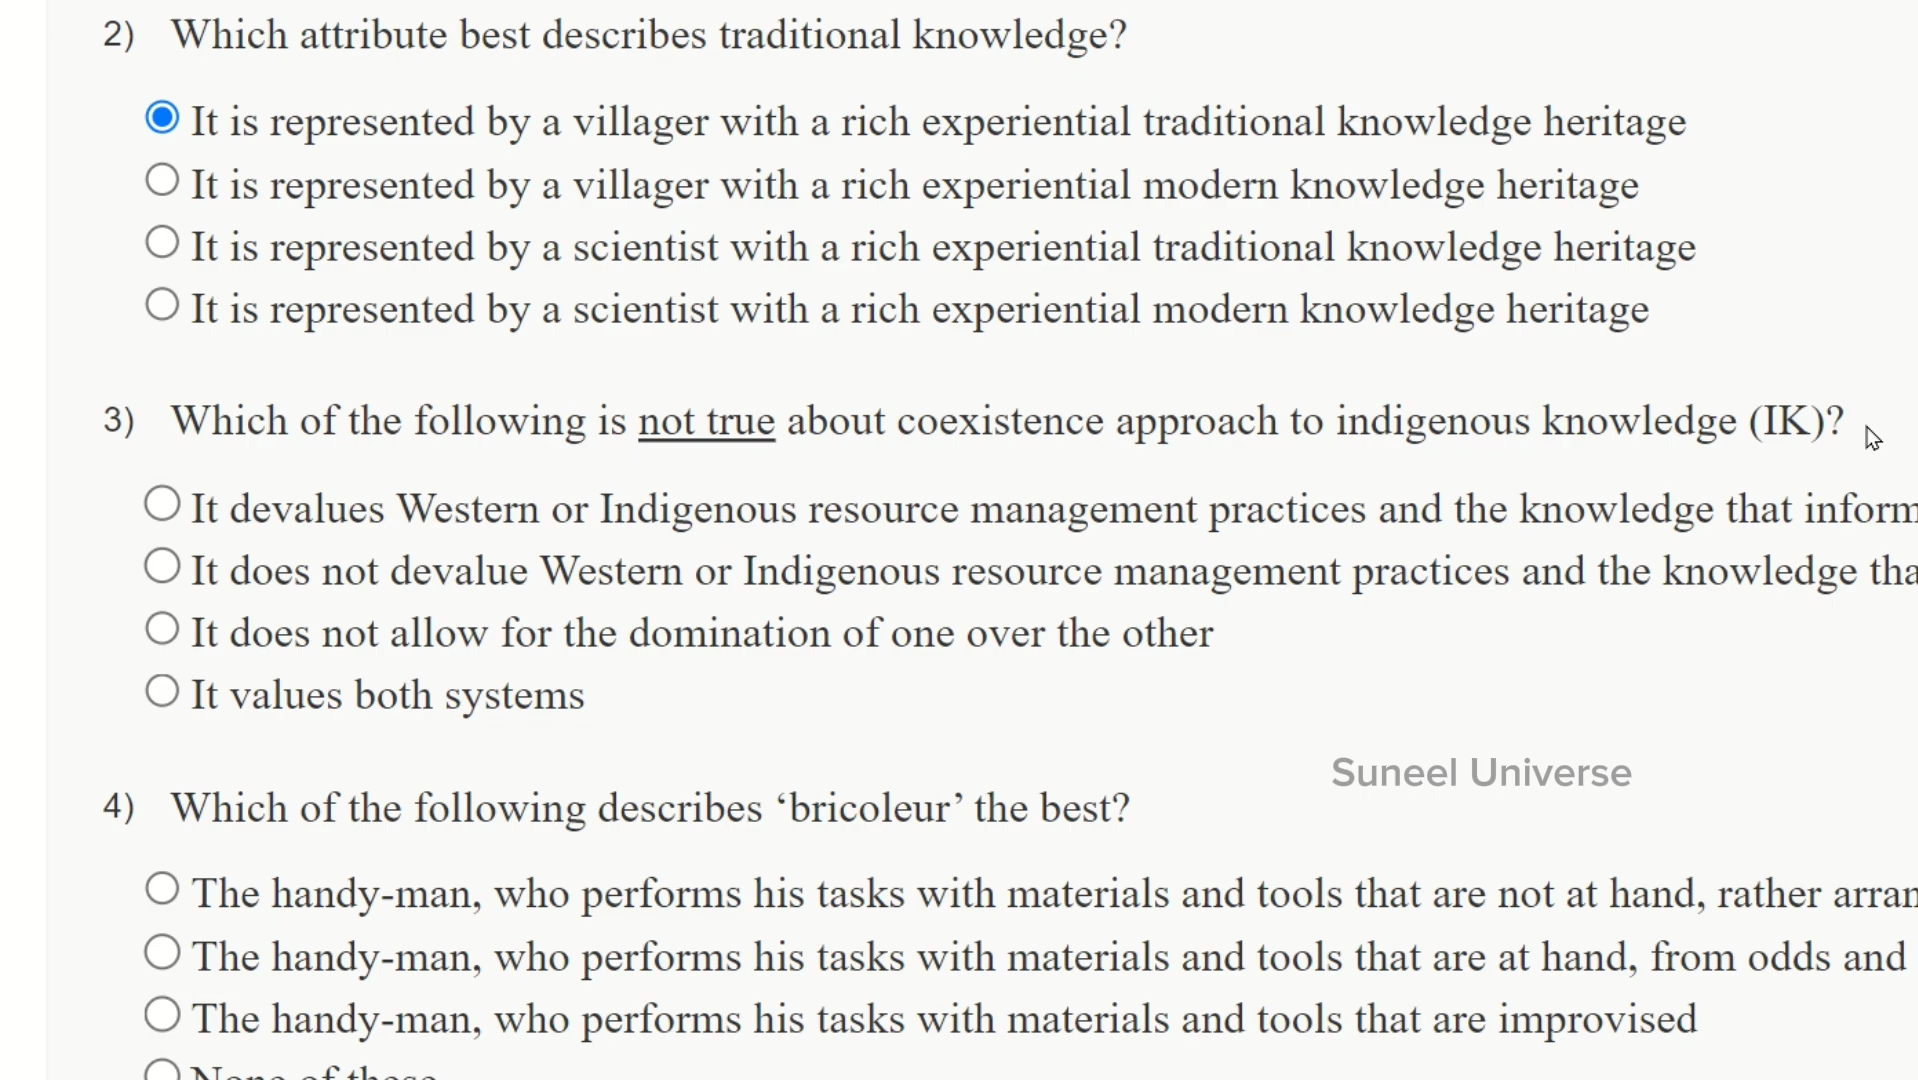 2) Which attribute best describes traditional knowledge?
It is represented by a villager with a rich experiential traditional knowledge heritage
It is represented by a villager with a rich experiential modern knowledge heritage
It is represented by a scientist with a rich experiential traditional knowledge heritage
It is represented by a scientist with a rich experiential modern knowledge heritage
3) Which of the following is not true about coexistence approach to indigenous knowledge (IK)?
It devalues Western or Indigenous resource management practices and the knowledge that inform
It does not devalue Western or Indigenous resource management practices and the knowledge tha
It does not allow for the domination of one over the other
It values both systems
Suneel Universe
4) Which of the following describes ‘bricoleur’ the best?
The handy-man, who performs his tasks with materials and tools that are not at hand, rather arran
The handy-man, who performs his tasks with materials and tools that are at hand, from odds and
The handy-man, who performs his tasks with materials and tools that are improvised
None of these